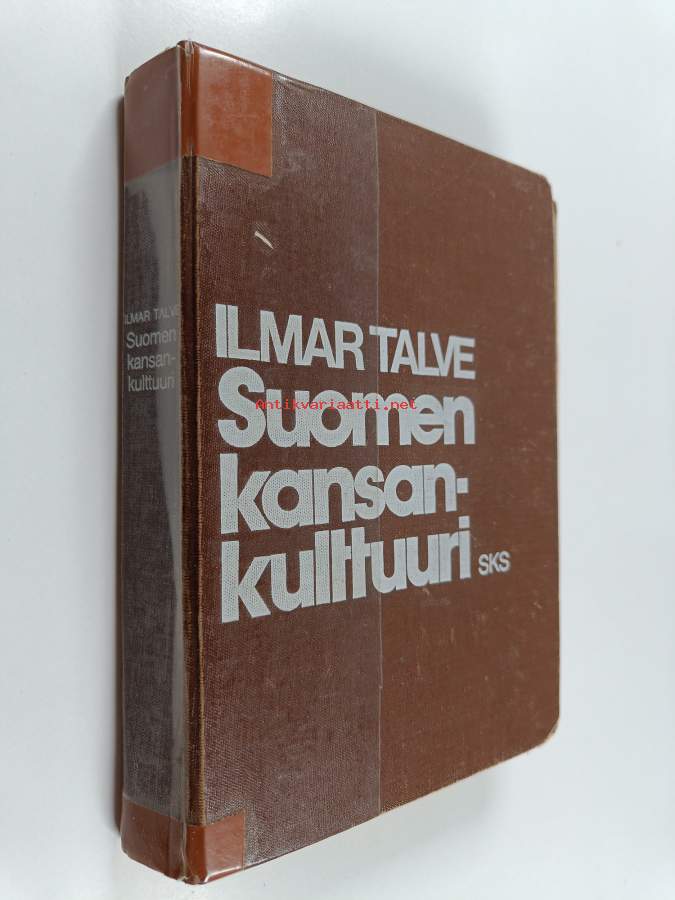 ILMAR TALVE
Suomen
kansan-
kulttuuri
ILMAR TALVE
Suomen
kansan-
kulttuuri SKS
Antikvariaatti.net